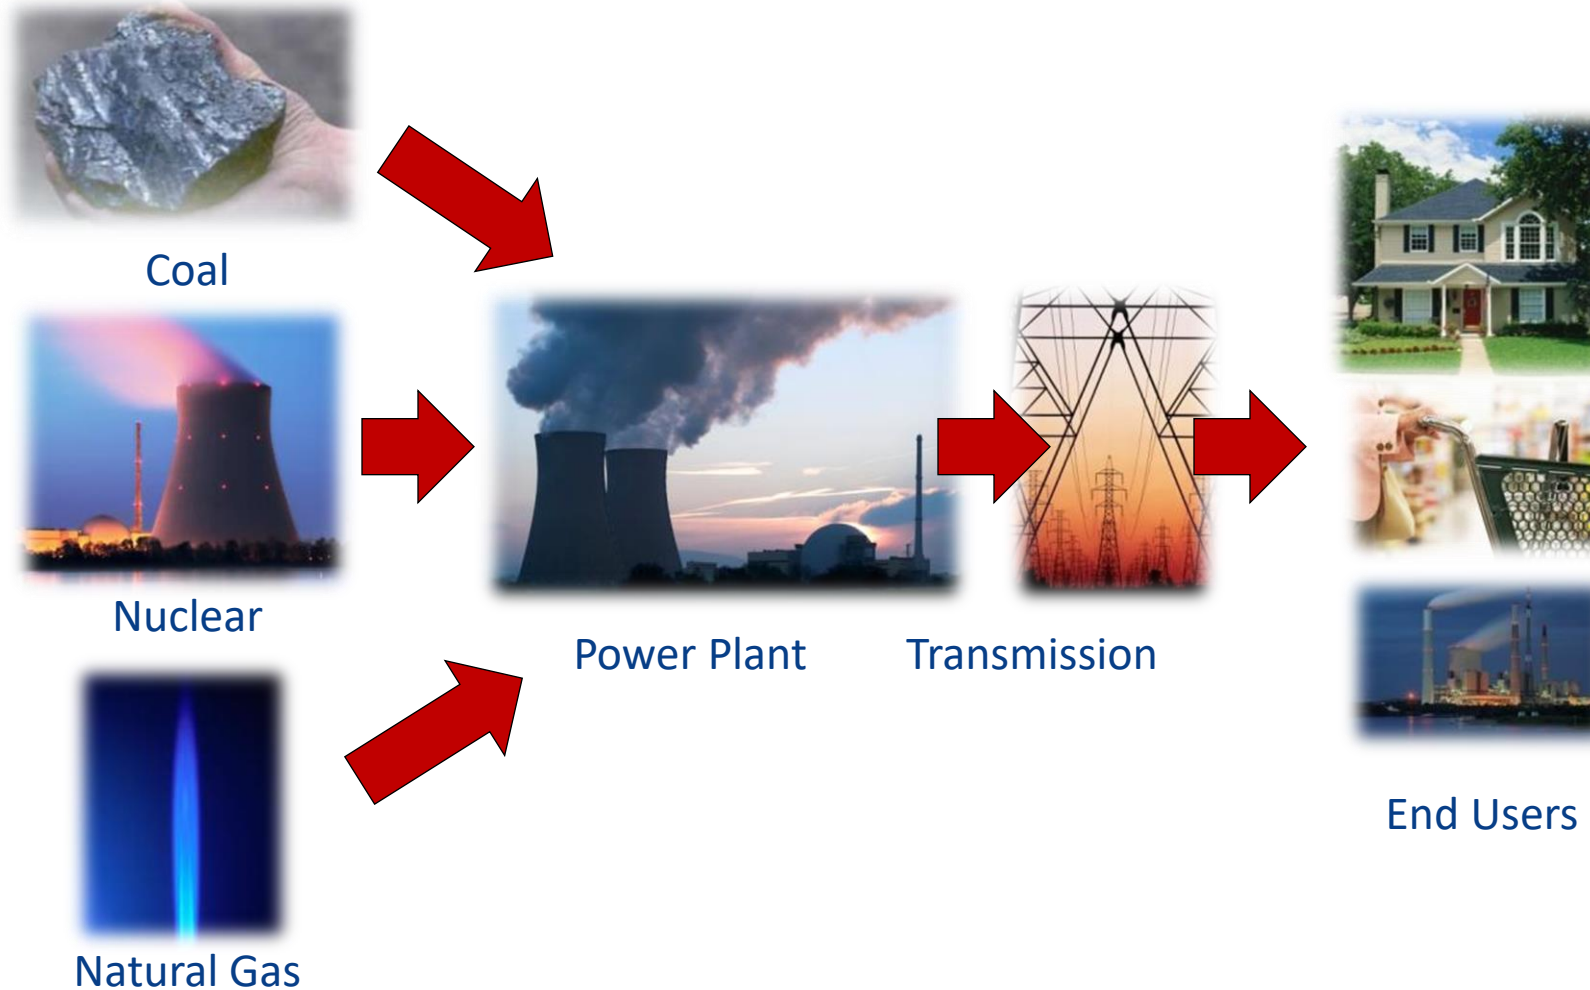 Coal
Nuclear
Natural Gas
Power Plant
Transmission
End Users